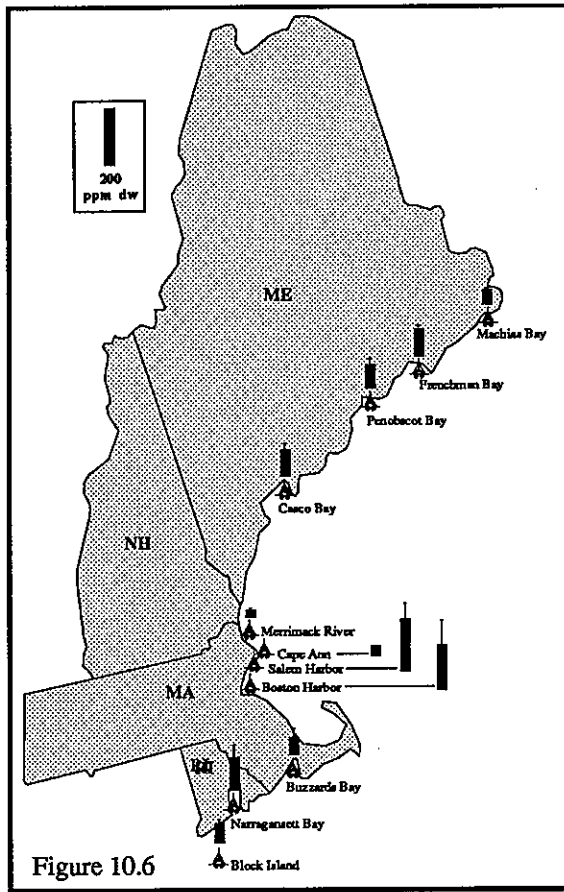 200
ppm dw
ME
Machias Bay
Frenchman Bay
Penobscot Bay
Casco Bay
NH
Merrimack River
Cape Ann
Salem Harbor
Boston Harbor
MA
RI
Buzzards Bay
Narragansett Bay
Block Island
Figure 10.6